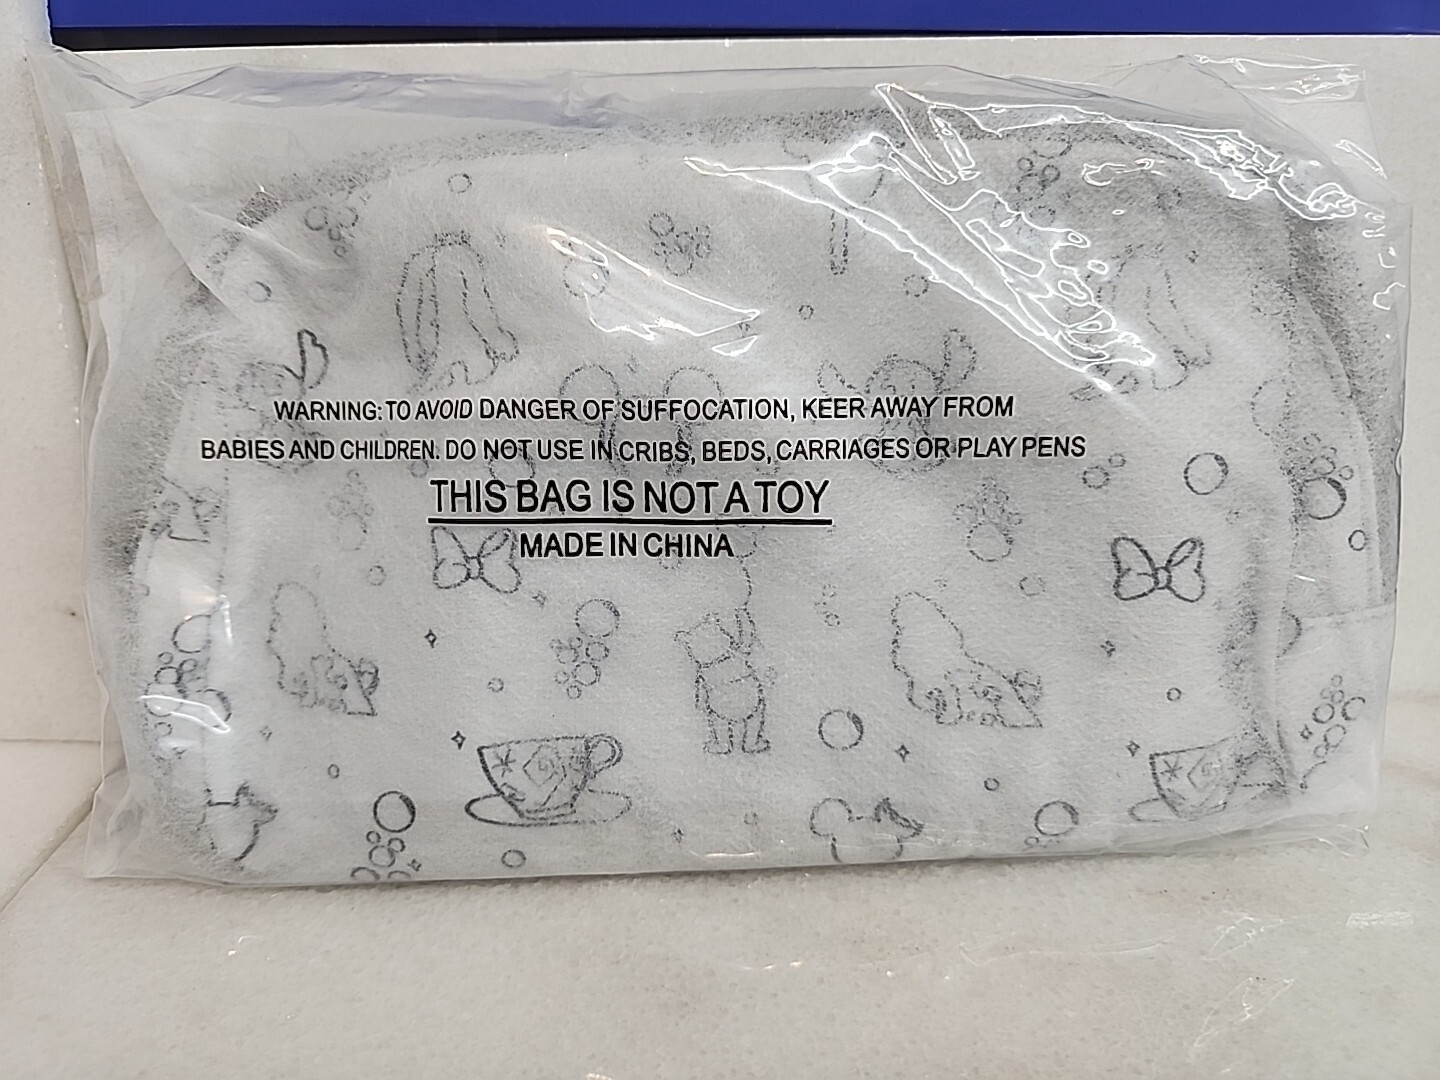 WARNING: TO AVOID DANGER OF SUFFOCATION, KEER AWAY FROM
BABIES AND CHILDREN. DO NOT USE IN CRIBS, BEDS, CARRIAGES OR PLAY PENS
THIS BAG IS NOT A TOY
MADE IN CHINA